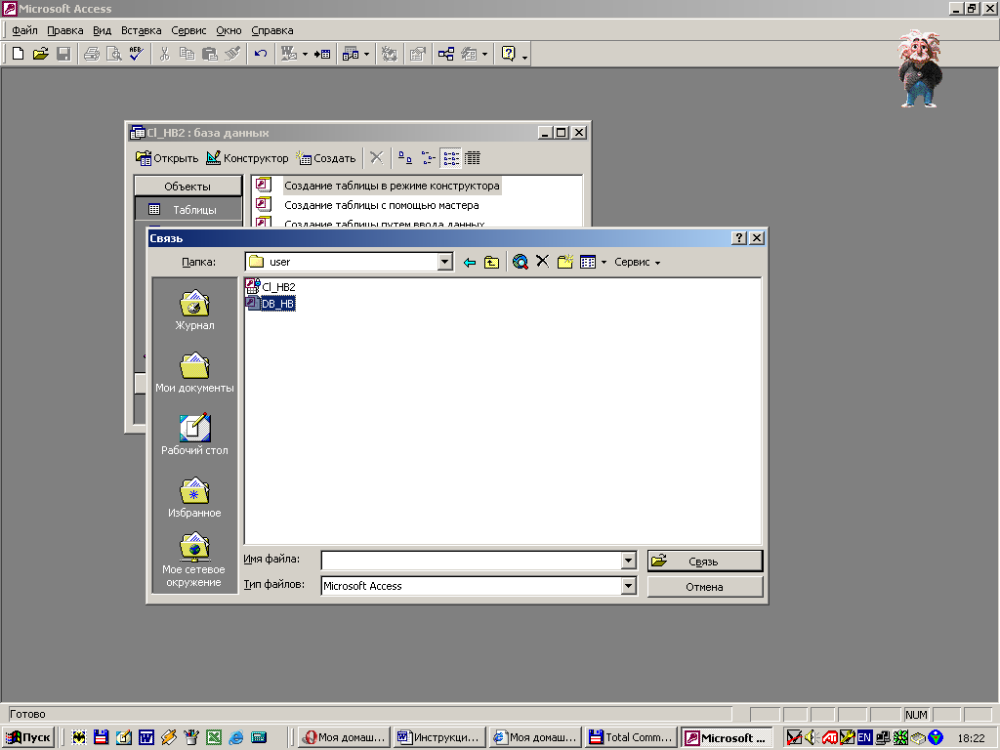 Microsoft Access
Файл Правка Вид Вставка Сервис Окно Справка
Cl_HB2 : база данных
Открыть Конструктор Создать
Объекты
Таблицы
Создание таблицы в режиме конструктора
Создание таблицы с помощью мастера
Создание таблицы путем ввода данных
Связь
Папка: user Сервис
Cl_HB2
DB_HB
Журнал
Мои документы
Рабочий стол
Избранное
Мое сетевое
окружение
Имя файла: Связь
Тип файлов: Microsoft Access Отмена
Готово NUM
Пуск Моя домаш... Инструкци... Моя домаш... Total Comm... Microsoft ... EN 18:22